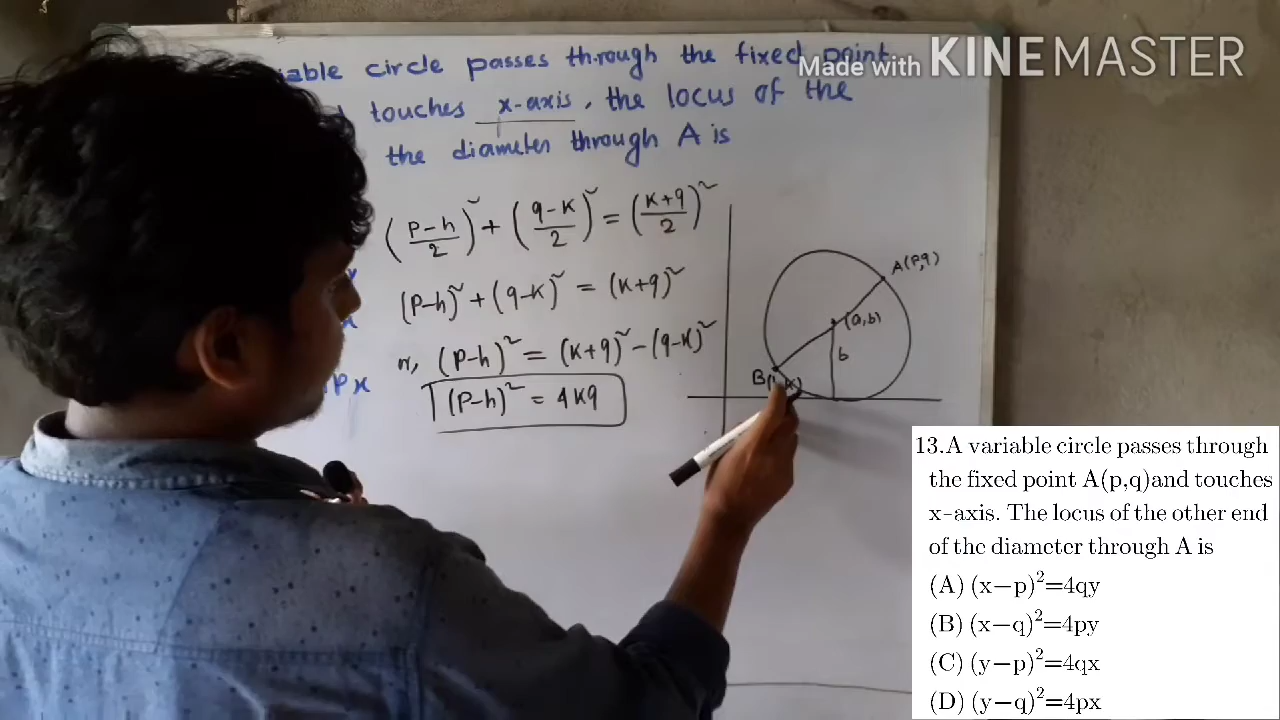 iable circle passes through the fixed point
Made with KINEMASTER
touches x-axis, the locus of the
the diameter through A is
(p-h/2)² + (q-k/2)² = (k+q/2)²
(p-h)² + (q-k)² = (k+q)²
or, (p-h)² = (k+q)² - (q-k)²
(p-h)² = 4kq
px
A(p,q)
(a,b)
b
13.A variable circle passes through
the fixed point A(p,q)and touches
x-axis. The locus of the other end
of the diameter through A is
(A) (x−p)²=4qy
(B) (x−q)²=4py
(C) (y−p)²=4qx
(D) (y−q)²=4px